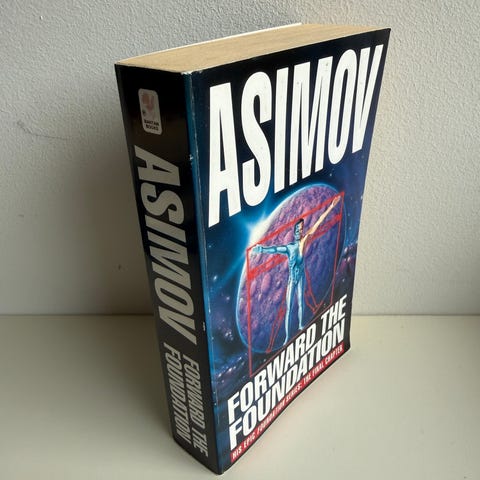 BANTAM
BOOKS
ASIMOV
FORWARD THE
FOUNDATION
ASIMOV
FORWARD THE
FOUNDATION
HIS EPIC FOUNDATION SERIES: THE FINAL CHAPTER